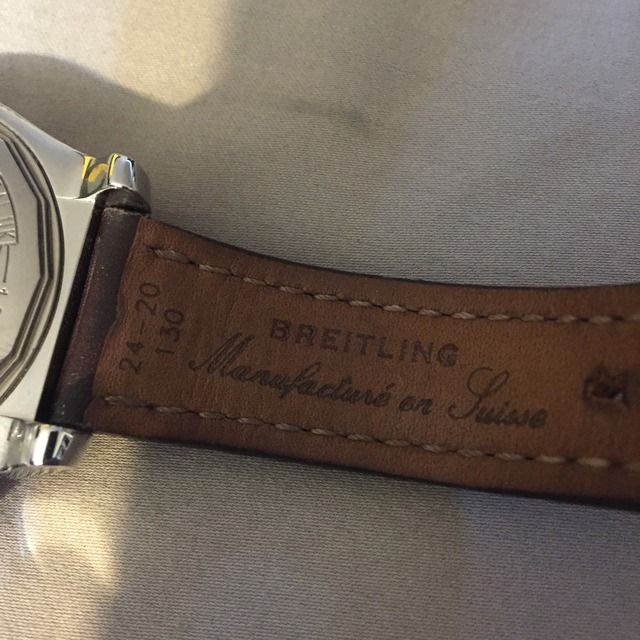 BREITLING
Manufacturé en Suisse
24-20
130